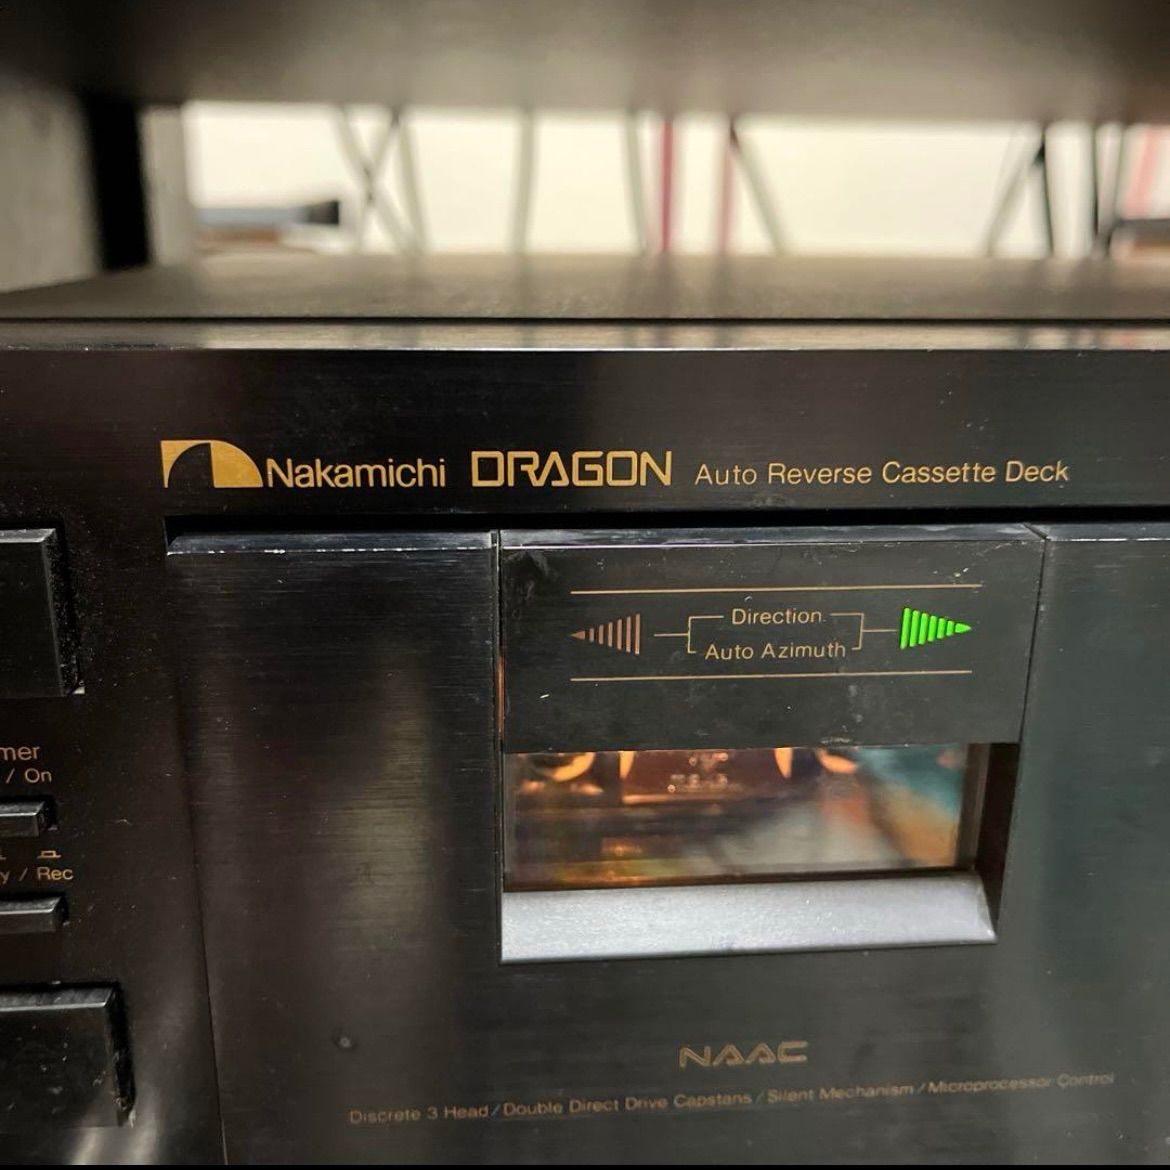 Nakamichi DRAGON Auto Reverse Cassette Deck
Direction
Auto Azimuth
mer
/ On
y / Rec
NAAC
Discrete 3 Head / Double Direct Drive Capstans / Silent Mechanism / Microprocessor Control